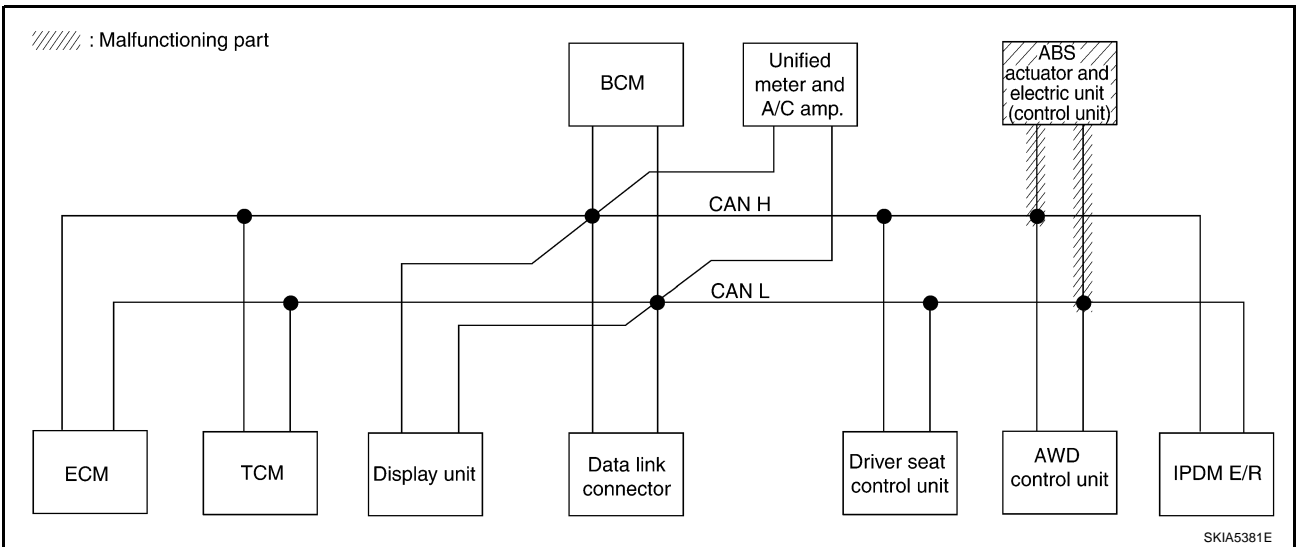 : Malfunctioning part
BCM
Unified
meter and
A/C amp.
ABS
actuator and
electric unit
(control unit)
CAN H
CAN L
ECM
TCM
Display unit
Data link
connector
Driver seat
control unit
AWD
control unit
IPDM E/R
SKIA5381E